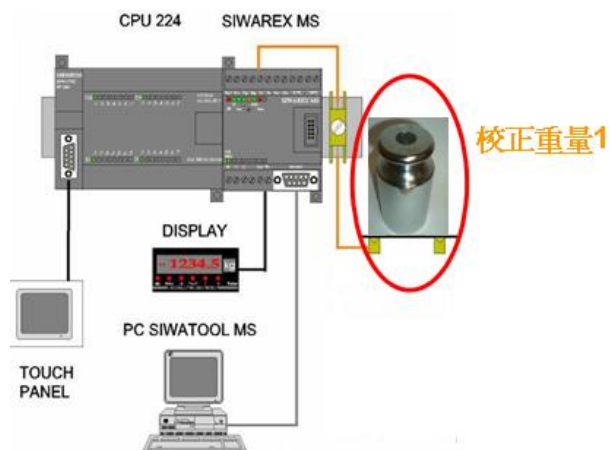 CPU 224
SIWAREX MS
校正重量1
DISPLAY
- 1234.5
PC SIWATOOL MS
TOUCH
PANEL